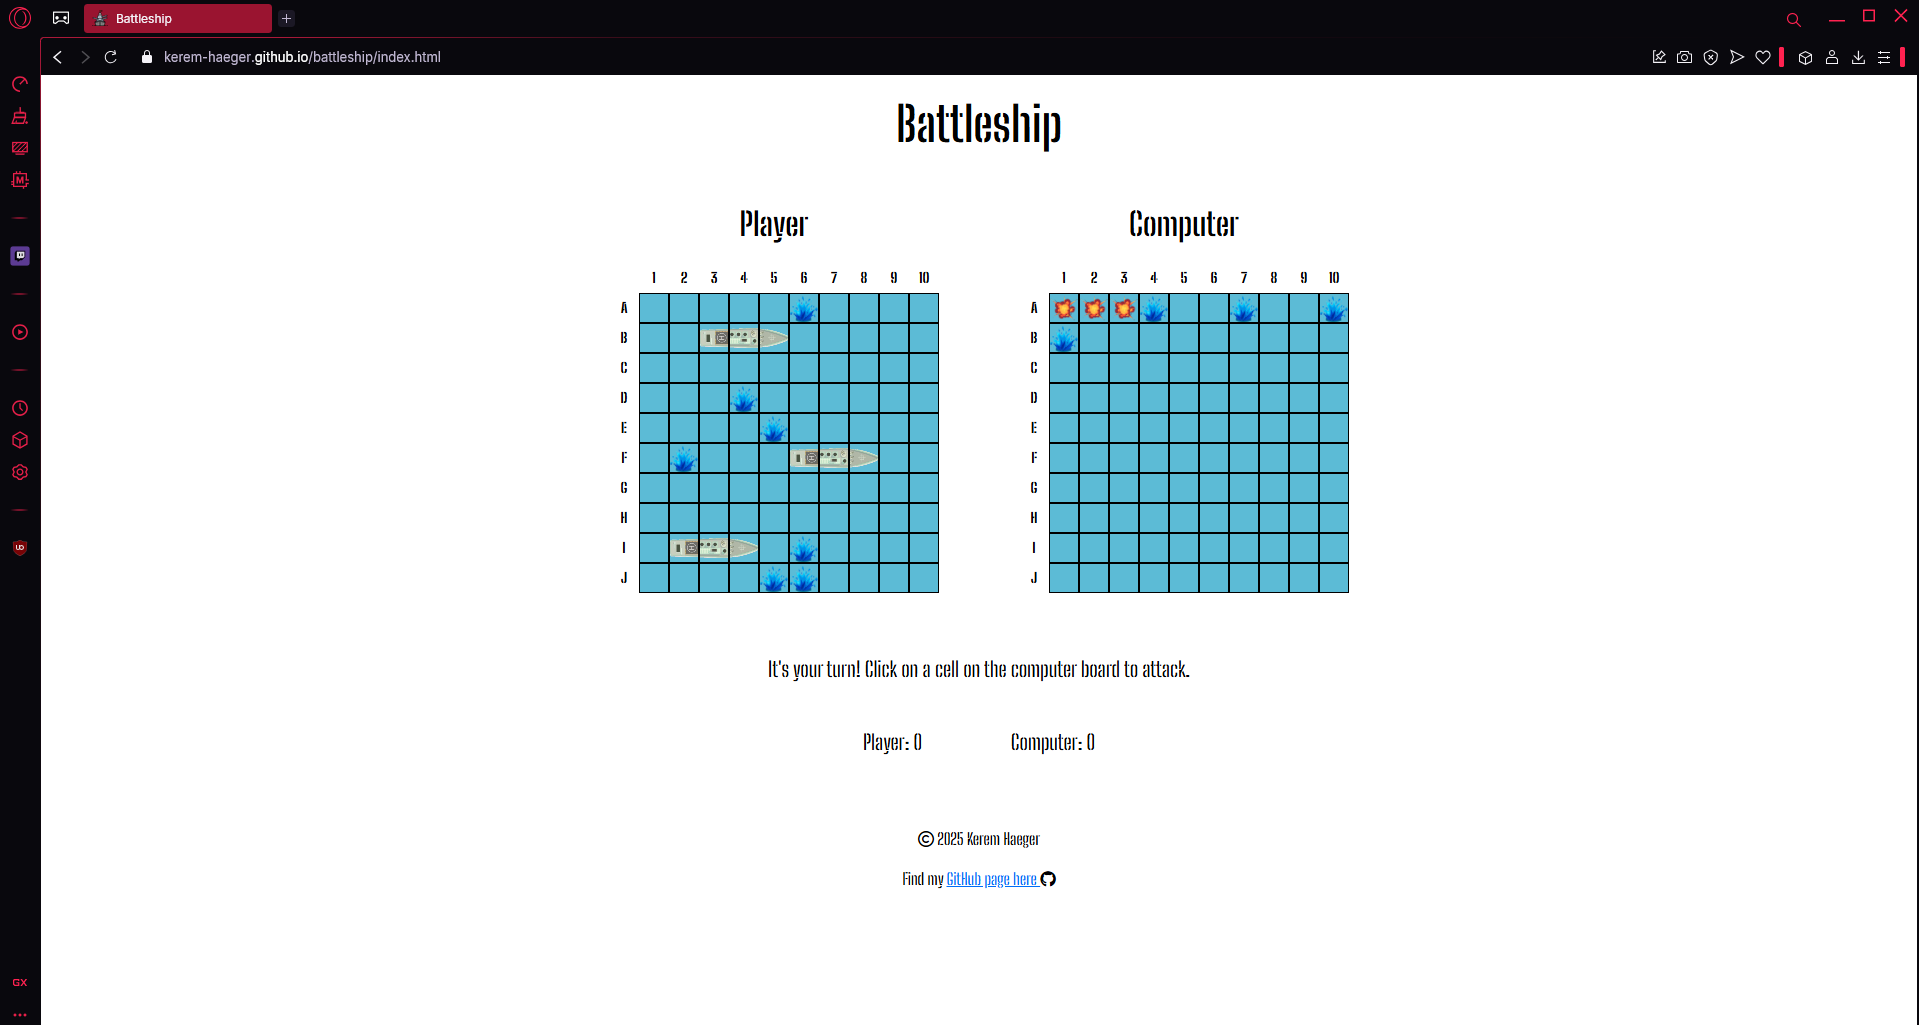 Battleship
kerem-haeger.github.io/battleship/index.html
M
Battleship
Player
Computer
1 2 3 4 5 6 7 8 9 10
1 2 3 4 5 6 7 8 9 10
A
A
B
B
C
C
D
D
E
E
F
F
G
G
H
H
I
I
J
J
It's your turn! Click on a cell on the computer board to attack.
Player: 0
Computer: 0
© 2025 Kerem Haeger
Find my GitHub page here
UO
GX